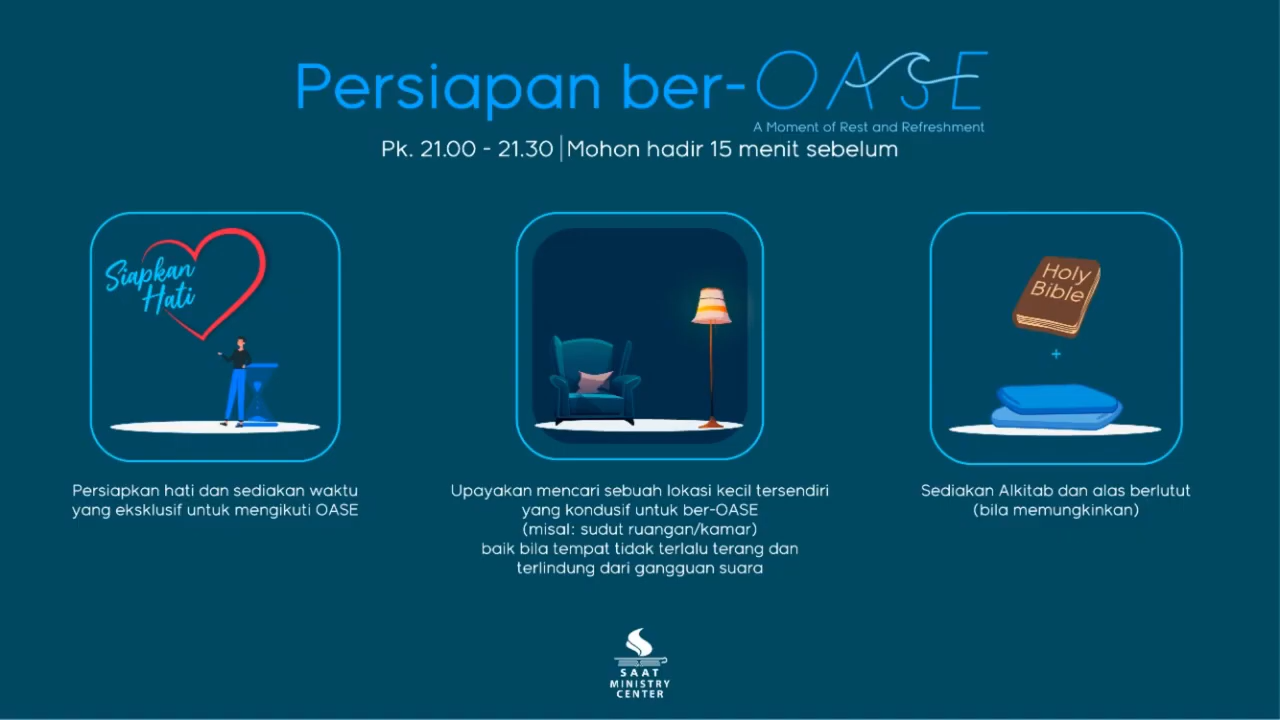 Persiapan ber-OASE
A Moment of Rest and Refreshment
Pk. 21.00 - 21.30 | Mohon hadir 15 menit sebelum
Siapkan
Hati
Persiapkan hati dan sediakan waktu
yang eksklusif untuk mengikuti OASE
Upayakan mencari sebuah lokasi kecil tersendiri
yang kondusif untuk ber-OASE
(misal: sudut ruangan/kamar)
baik bila tempat tidak terlalu terang dan
terlindung dari gangguan suara
Holy
Bible
+
Sediakan Alkitab dan alas berlutut
(bila memungkinkan)
SAAT
MINISTRY
CENTER